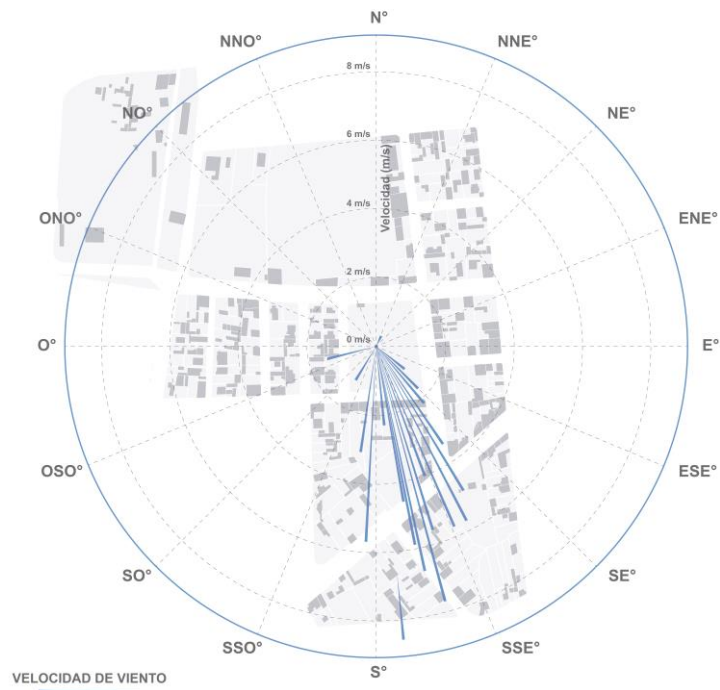 N°
NNO°
NNE°
8 m/s
NO°
NE°
6 m/s
Velocidad (m/s)
4 m/s
ONO°
ENE°
2 m/s
0 m/s
O°
E°
OSO°
ESE°
SO°
SE°
SSO°
SSE°
S°
VELOCIDAD DE VIENTO